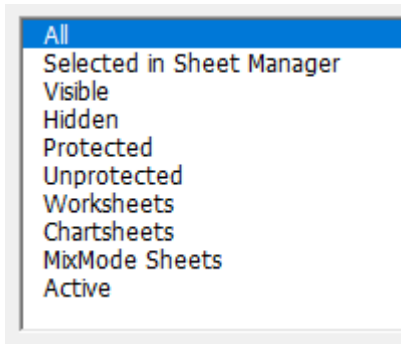 All
Selected in Sheet Manager
Visible
Hidden
Protected
Unprotected
Worksheets
Chartsheets
MixMode Sheets
Active